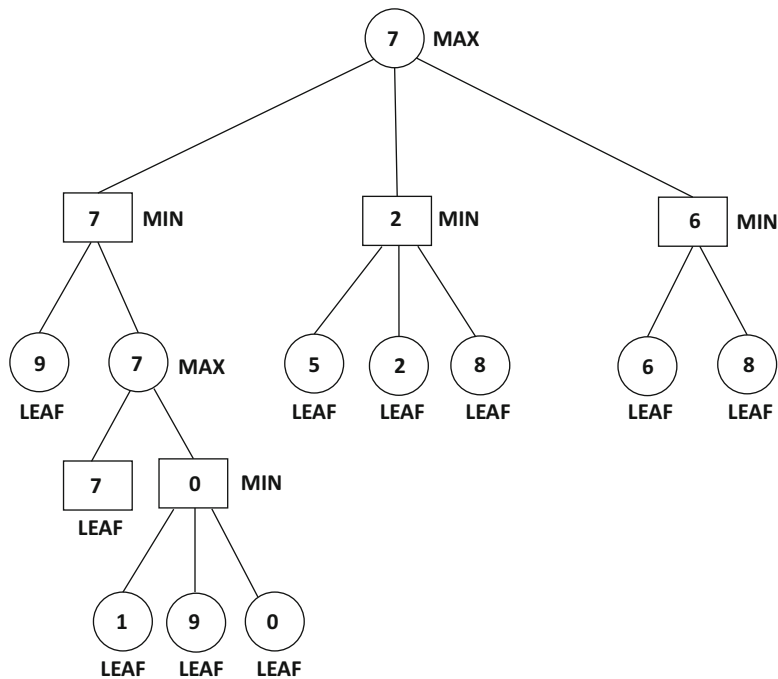 7 MAX
7 MIN 2 MIN 6 MIN
9 7 MAX 5 2 8 6 8
LEAF LEAF LEAF LEAF LEAF LEAF
7 0 MIN
LEAF
1 9 0
LEAF LEAF LEAF